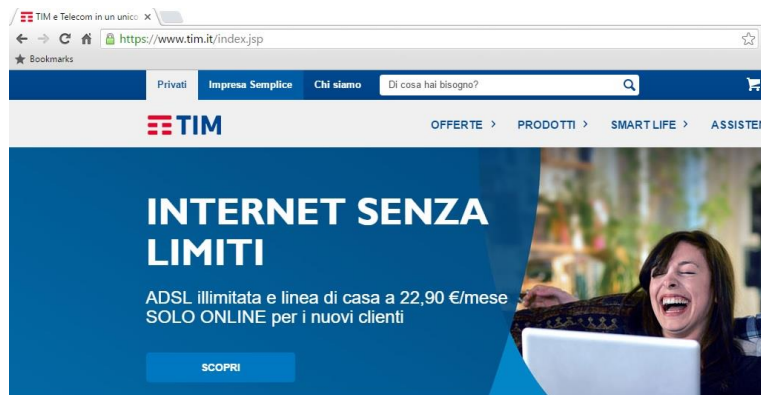 TIM e Telecom in un unico
https://www.tim.it/index.jsp
Bookmarks
Privati Impresa Semplice Chi siamo Di cosa hai bisogno?
TIM OFFERTE > PRODOTTI > SMART LIFE > ASSISTEN
INTERNET SENZA
LIMITI
ADSL illimitata e linea di casa a 22,90 €/mese
SOLO ONLINE per i nuovi clienti
SCOPRI